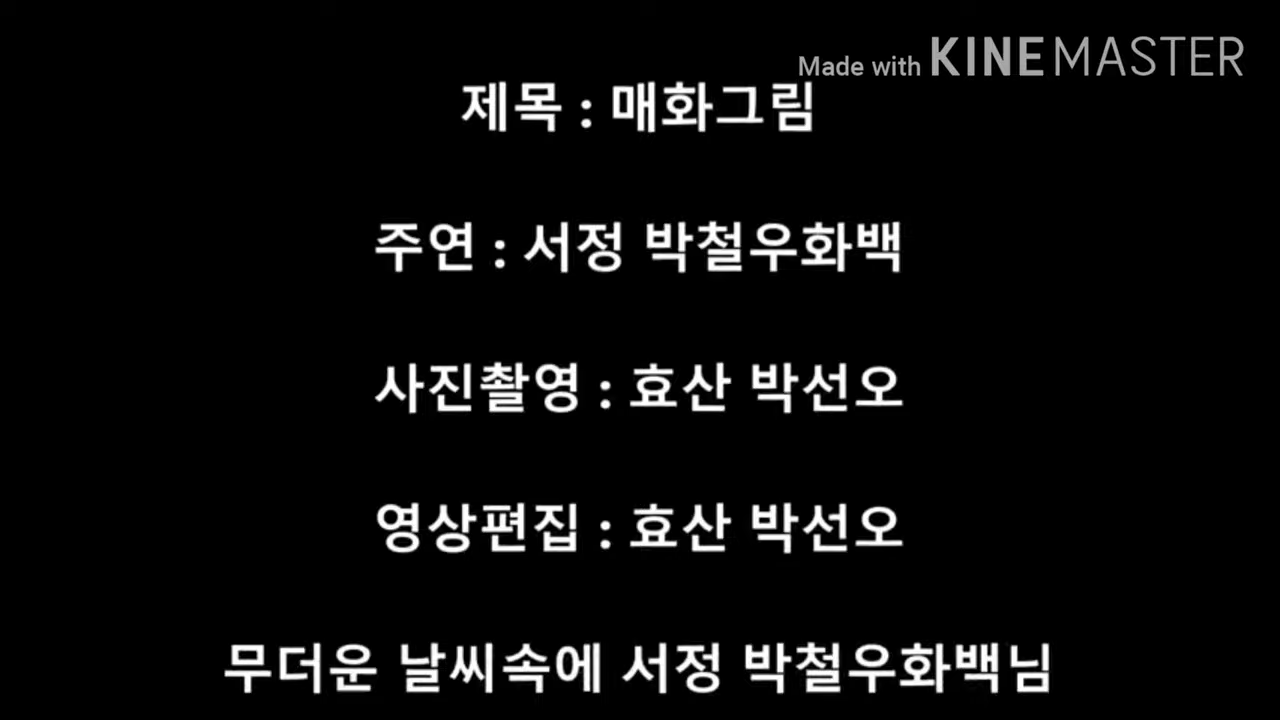 Made with KINEMASTER
제목 : 매화그림
주연 : 서정 박철우화백
사진촬영 : 효산 박선오
영상편집 : 효산 박선오
무더운 날씨속에 서정 박철우화백님